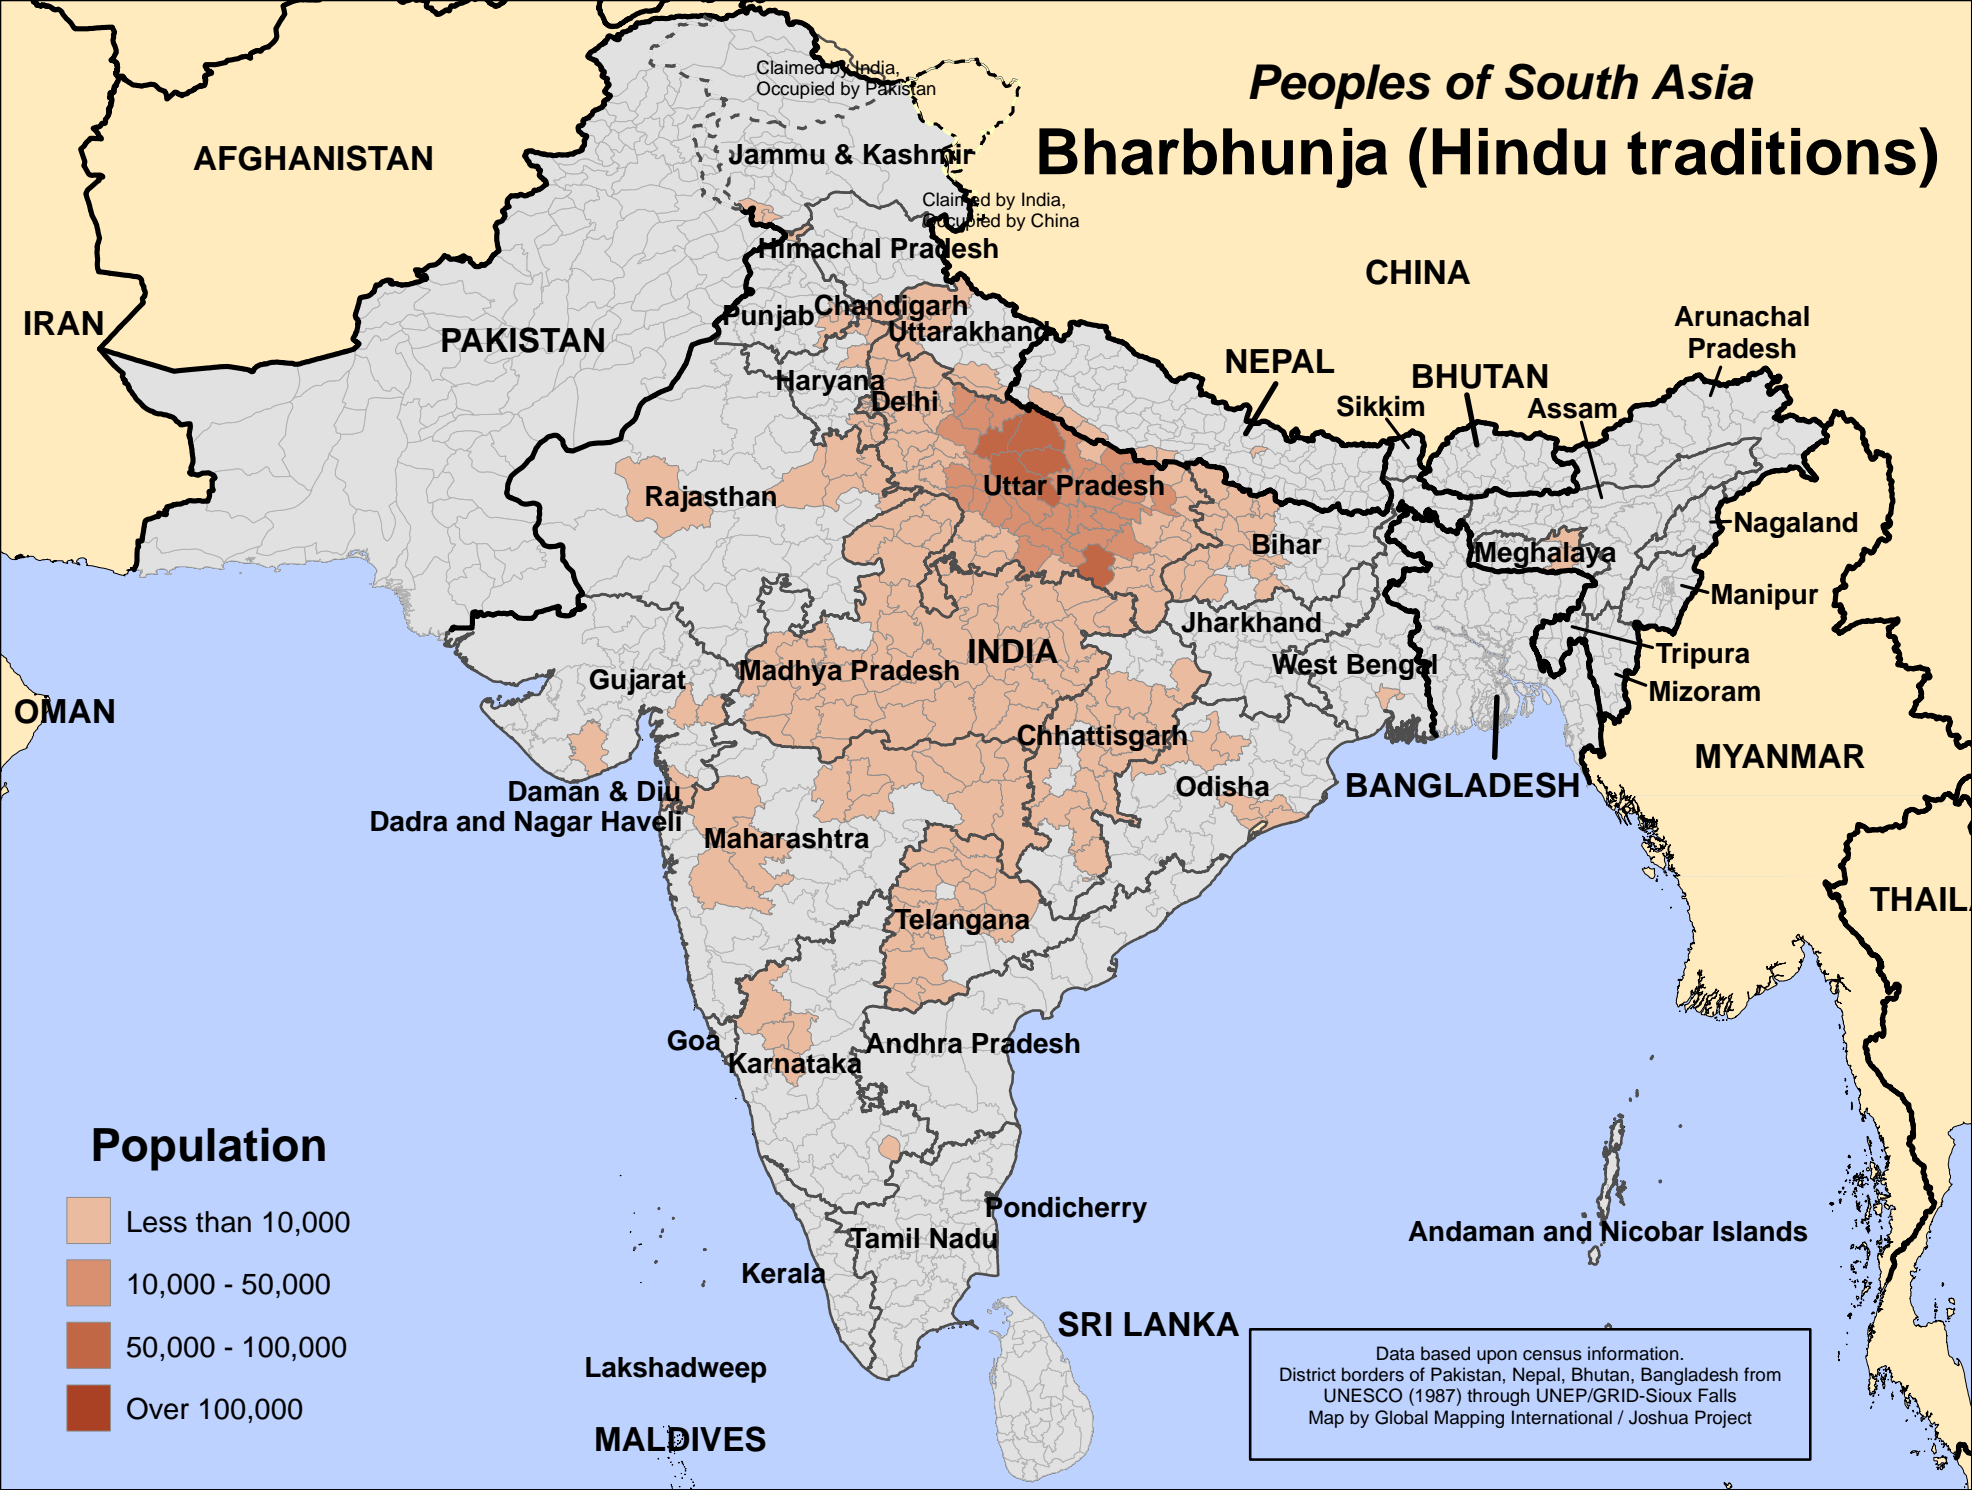 Peoples of South Asia
Bharbhunja (Hindu traditions)
Claimed by India,
Occupied by Pakistan
AFGHANISTAN
Jammu & Kashmir
Claimed by India,
Occupied by China
Himachal Pradesh
CHINA
IRAN
PAKISTAN
Punjab
Chandigarh
Uttarakhand
Arunachal
Pradesh
NEPAL
BHUTAN
Haryana
Delhi
Sikkim
Assam
Rajasthan
Uttar Pradesh
Nagaland
Bihar
Meghalaya
Manipur
Jharkhand
INDIA
Tripura
West Bengal
Madhya Pradesh
Gujarat
Mizoram
OMAN
Chhattisgarh
MYANMAR
Odisha
BANGLADESH
Daman & Diu
Dadra and Nagar Haveli
Maharashtra
THAIL
Telangana
Goa
Andhra Pradesh
Karnataka
Population
Less than 10,000
10,000 - 50,000
50,000 - 100,000
Over 100,000
Pondicherry
Tamil Nadu
Andaman and Nicobar Islands
Kerala
SRI LANKA
Lakshadweep
MALDIVES
Data based upon census information.
District borders of Pakistan, Nepal, Bhutan, Bangladesh from
UNESCO (1987) through UNEP/GRID-Sioux Falls
Map by Global Mapping International / Joshua Project